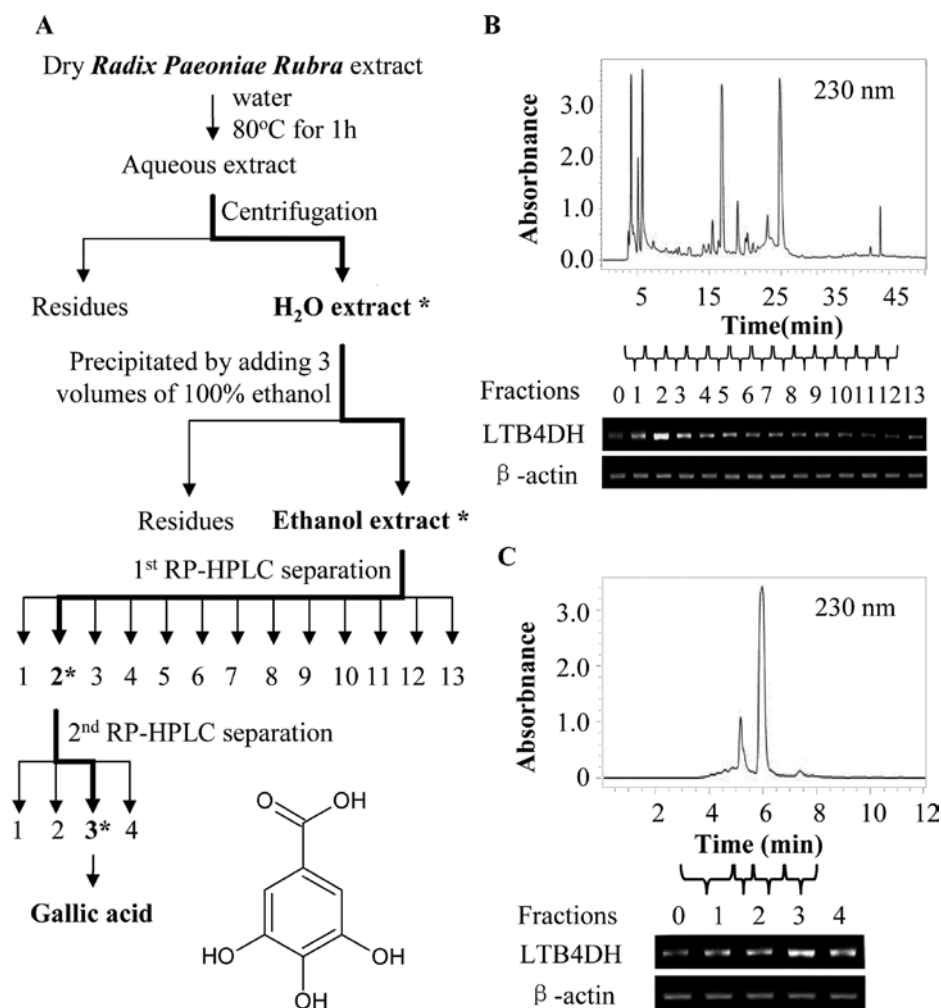 A
Dry Radix Paeoniae Rubra extract
water
80°C for 1h
Aqueous extract
Centrifugation
Residues
H₂O extract *
Precipitated by adding 3
volumes of 100% ethanol
Residues
Ethanol extract *
1ˢᵗ RP-HPLC separation
1 2* 3 4 5 6 7 8 9 10 11 12 13
2ⁿᵈ RP-HPLC separation
1 2 3* 4
Gallic acid
O
OH
HO
OH
OH
B
230 nm
Absorbnance
3.0
2.0
1.0
0.0
5 15 25 35 45
Time(min)
Fractions
0 1 2 3 4 5 6 7 8 9 10 11 12 13
LTB4DH
β-actin
C
230 nm
Absorbnance
3.0
2.0
1.0
0
2 4 6 8 10 12
Time (min)
Fractions 0 1 2 3 4
LTB4DH
β-actin